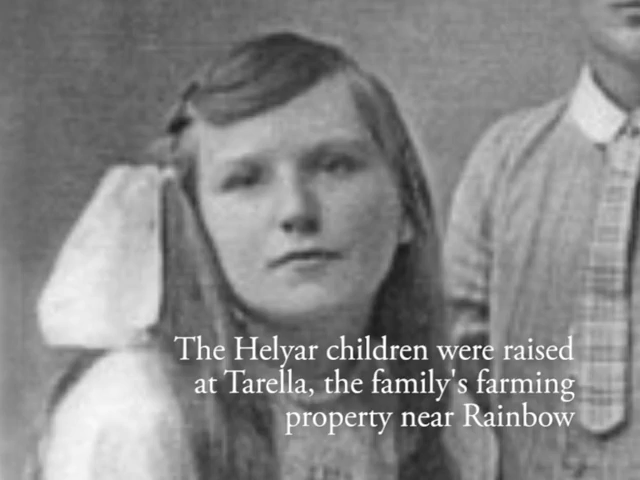 The Helyar children were raised
at Tarella, the family's farming
property near Rainbow